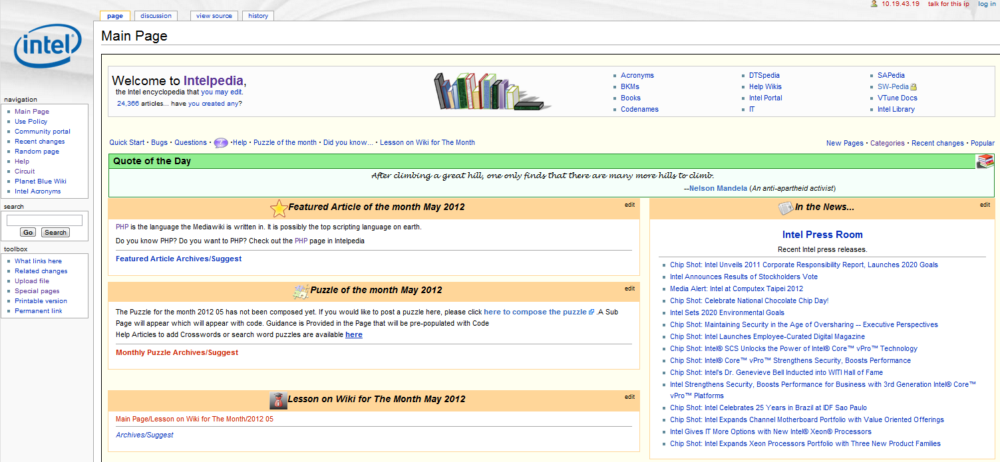 10.19.43.19 talk for this ip log in
page discussion view source history
intel®
Main Page
Welcome to Intelpedia,
the Intel encyclopedia that you may edit.
24,366 articles... have you created any?
Acronyms
BKMs
Books
Codenames
DTSpedia
Help Wikis
Intel Portal
IT
SAPedia
SW-Pedia
VTune Docs
Intel Library
navigation
Main Page
Use Policy
Community portal
Recent changes
Random page
Help
Circuit
Planet Blue Wiki
Intel Acronyms
search
Go Search
toolbox
What links here
Related changes
Upload file
Special pages
Printable version
Permanent link
Quick Start · Bugs · Questions · ? ·Help · Puzzle of the month · Did you know... · Lesson on Wiki for The Month
New Pages · Categories · Recent changes · Popular
Quote of the Day
After climbing a great hill, one only finds that there are many more hills to climb.
--Nelson Mandela (An anti-apartheid activist)
Featured Article of the month May 2012 edit
PHP is the language the Mediawiki is written in. It is possibly the top scripting language on earth.
Do you know PHP? Do you want to PHP? Check out the PHP page in Intelpedia
Featured Article Archives/Suggest
Puzzle of the month May 2012 edit
The Puzzle for the month 2012 05 has not been composed yet. If you would like to post a puzzle here, please click here to compose the puzzle .A Sub
Page will appear which will appear with code. Guidance is Provided in the Page that will be pre-populated with Code
Help Articles to add Crosswords or search word puzzles are available here
Monthly Puzzle Archives/Suggest
Lesson on Wiki for The Month May 2012 edit
Main Page/Lesson on Wiki for The Month/2012 05
Archives/Suggest
In the News... edit
Intel Press Room
Recent Intel press releases.
Chip Shot: Intel Unveils 2011 Corporate Responsibility Report, Launches 2020 Goals
Intel Announces Results of Stockholders Vote
Media Alert: Intel at Computex Taipei 2012
Chip Shot: Celebrate National Chocolate Chip Day!
Intel Sets 2020 Environmental Goals
Chip Shot: Maintaining Security in the Age of Oversharing -- Executive Perspectives
Chip Shot: Intel Launches Employee-Curated Digital Magazine
Chip Shot: Intel® SCS Unlocks the Power of Intel® Core™ vPro™ Technology
Chip Shot: Intel® Core™ vPro™ Strengthens Security, Boosts Performance
Chip Shot: Intel's Dr. Genevieve Bell Inducted into WITI Hall of Fame
Intel Strengthens Security, Boosts Performance for Business with 3rd Generation Intel® Core™
vPro™ Platforms
Chip Shot: Intel Celebrates 25 Years in Brazil at IDF Sao Paulo
Chip Shot: Intel Expands Channel Motherboard Portfolio with Value Oriented Offerings
Intel Gives IT More Options with New Intel® Xeon® Processors
Chip Shot: Intel Expands Xeon Processors Portfolio with Three New Product Families